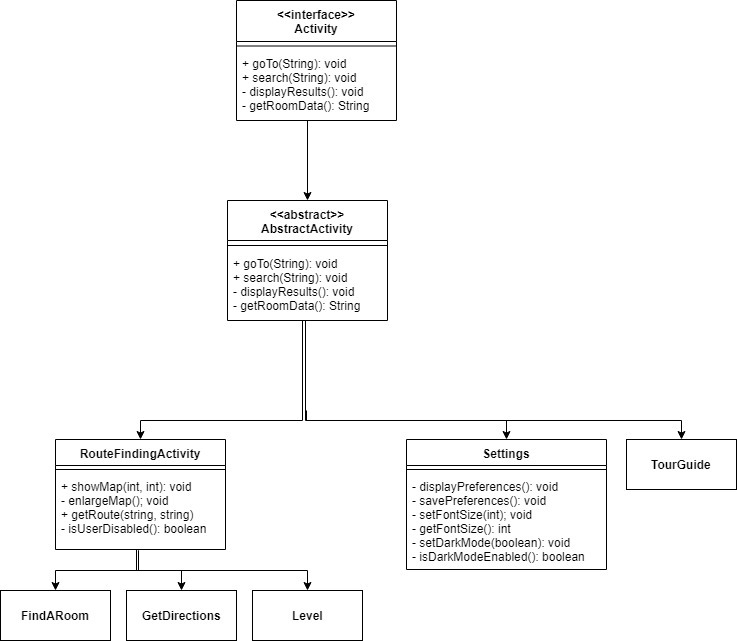 <<interface>>
Activity
+ goTo(String): void
+ search(String): void
- displayResults(): void
- getRoomData(): String
<<abstract>>
AbstractActivity
+ goTo(String): void
+ search(String): void
- displayResults(): void
- getRoomData(): String
RouteFindingActivity
+ showMap(int, int): void
- enlargeMap(); void
+ getRoute(string, string)
- isUserDisabled(): boolean
Settings
- displayPreferences(): void
- savePreferences(): void
- setFontSize(int); void
- getFontSize(): int
- setDarkMode(boolean): void
- isDarkModeEnabled(): boolean
TourGuide
FindARoom
GetDirections
Level